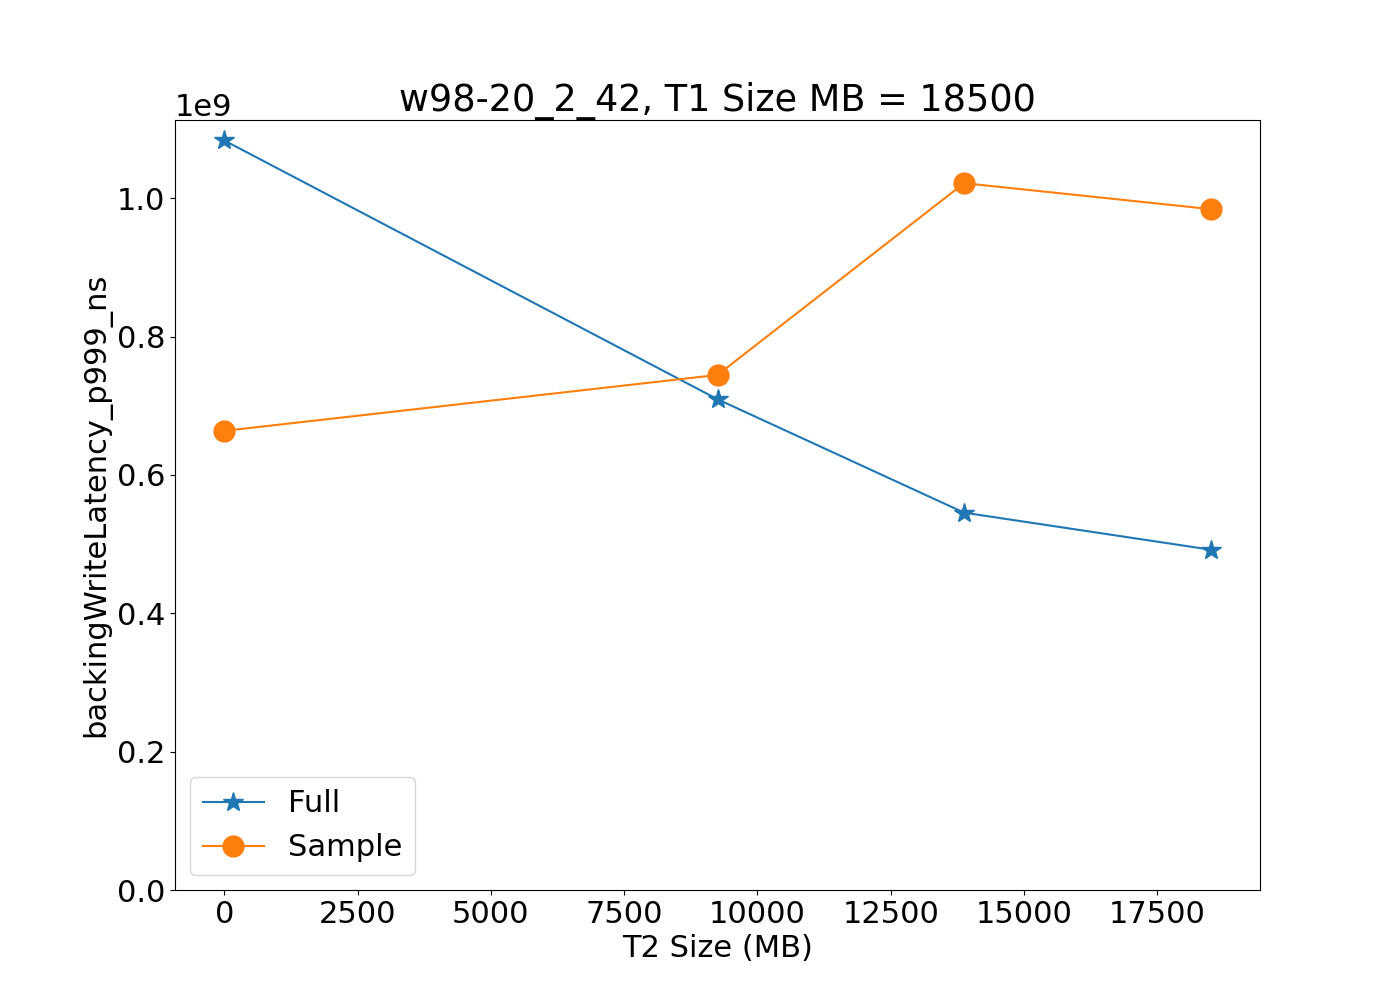 w98-20_2_42, T1 Size MB = 18500
1e9
backingWriteLatency_p999_ns
1.0
0.8
0.6
0.4
0.2
0.0
Full
Sample
0 2500 5000 7500 10000 12500 15000 17500
T2 Size (MB)